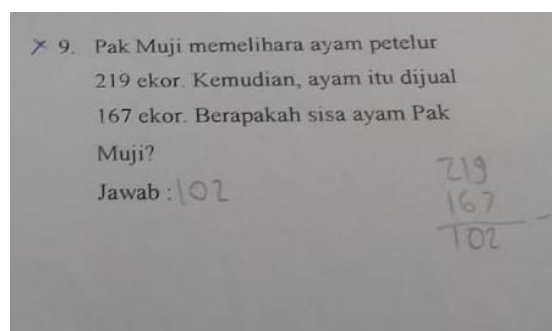 × 9. Pak Muji memelihara ayam petelur
219 ekor. Kemudian, ayam itu dijual
167 ekor. Berapakah sisa ayam Pak
Muji?
Jawab : 102
219
167
102 -